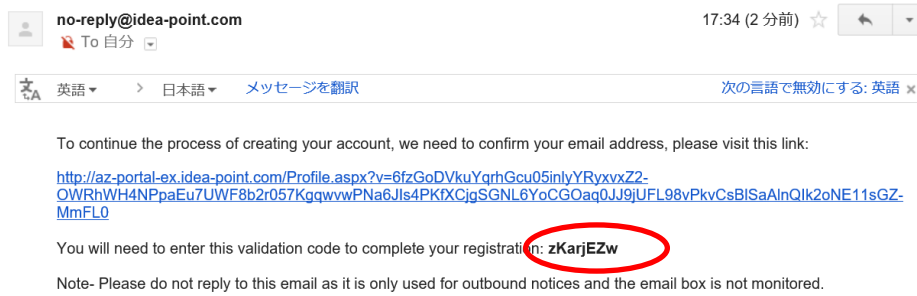 no-reply@idea-point.com 17:34 (2 分前)
To 自分
英語 > 日本語 メッセージを翻訳 次の言語で無効にする: 英語 ×
To continue the process of creating your account, we need to confirm your email address, please visit this link:
http://az-portal-ex.idea-point.com/Profile.aspx?v=6fzGoDVkuYqrhGcu05inlyYRyxvxZ2-
OWRhWH4NPpaEu7UWF8b2r057KgqwvwPNa6JIs4PKfXCjgSGNL6YoCGOaq0JJ9jUFL98vPkvCsBlSaAlnQIk2oNE11sGZ-
MmFL0
You will need to enter this validation code to complete your registration: zKarjEZw
Note- Please do not reply to this email as it is only used for outbound notices and the email box is not monitored.